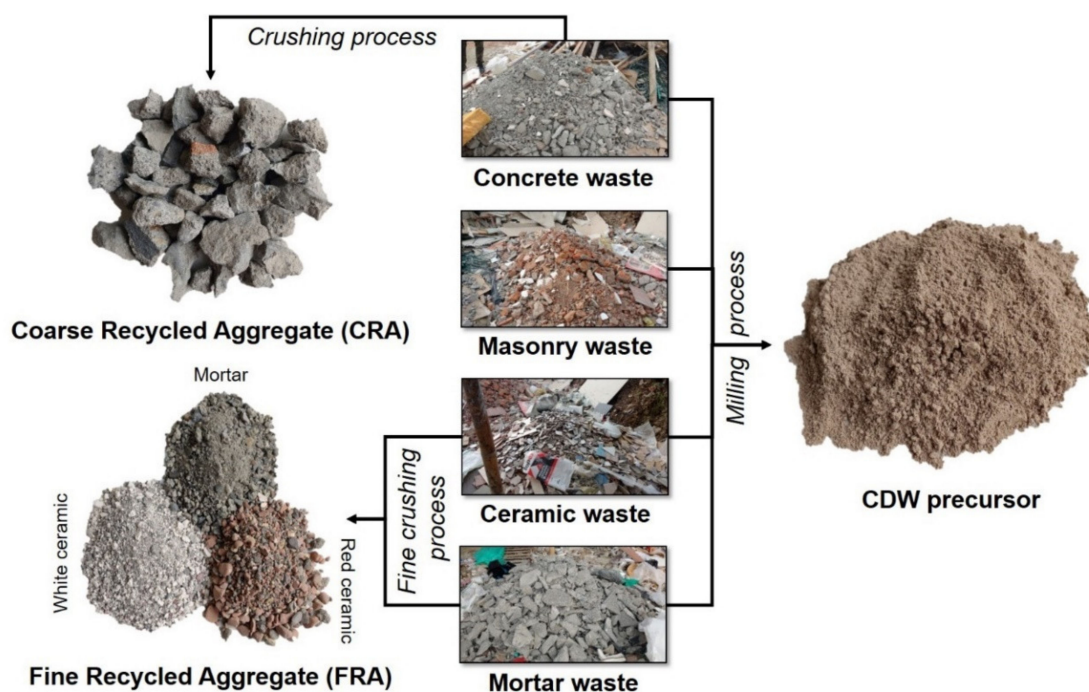 Crushing process
Concrete waste
Coarse Recycled Aggregate (CRA)
Masonry waste
Milling process
Mortar
White ceramic
Red ceramic
Fine crushing
process
Ceramic waste
CDW precursor
Fine Recycled Aggregate (FRA)
Mortar waste